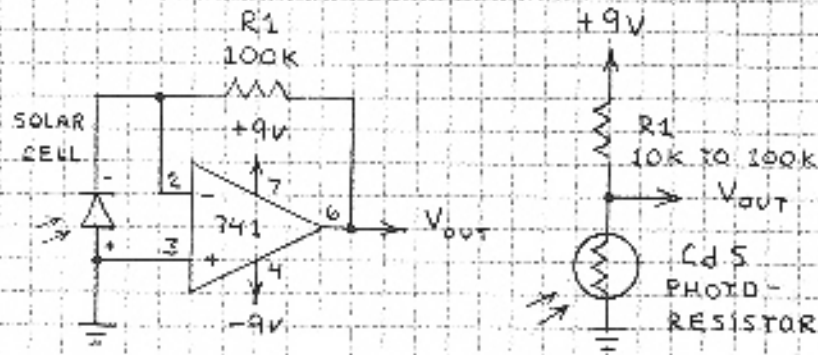 R1
100K
SOLAR
CELL
-
+
+9V
2
-
7
741
6
VOUT
3
+
4
-9V
+9V
R1
10K TO 100K
VOUT
CdS
PHOTO-
RESISTOR